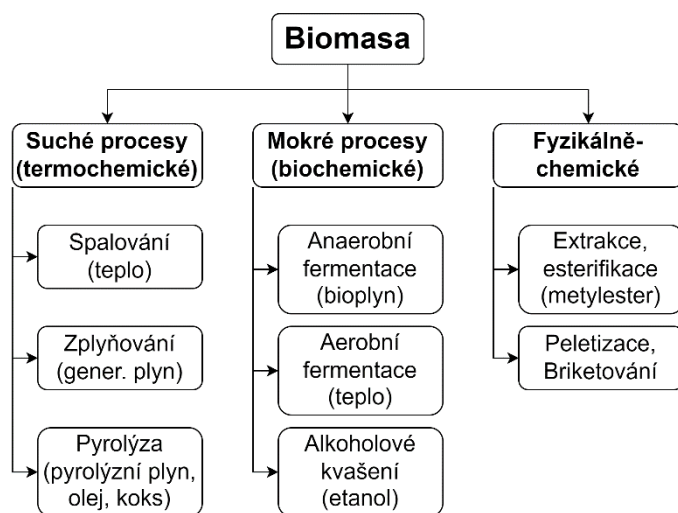 Biomasa
Suché procesy
(termochemické)
Spalování
(teplo)
Zplyňování
(gener. plyn)
Pyrolýza
(pyrolýzní plyn,
olej, koks)
Mokré procesy
(biochemické)
Anaerobní
fermentace
(bioplyn)
Aerobní
fermentace
(teplo)
Alkoholové
kvašení
(etanol)
Fyzikálně-
chemické
Extrakce,
esterifikace
(metylester)
Peletizace,
Briketování